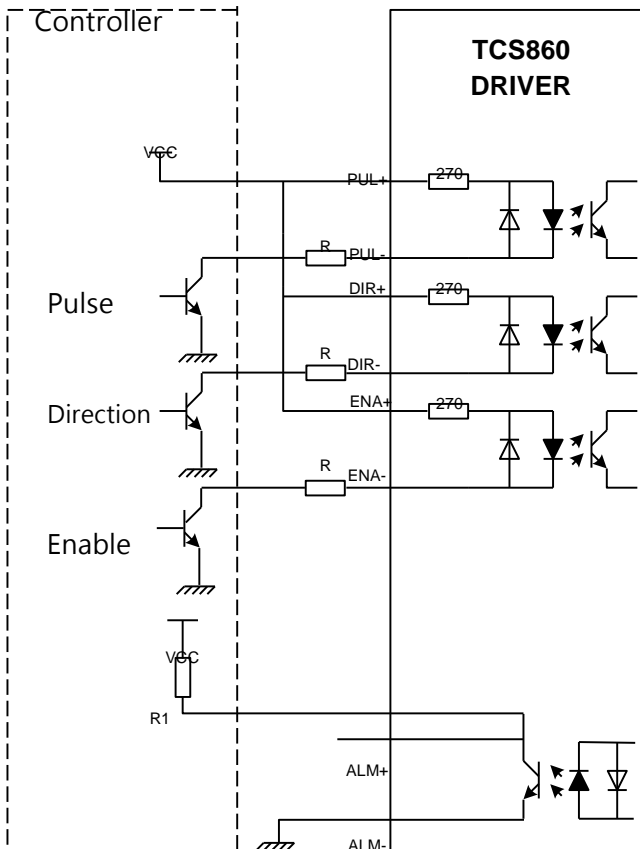 Controller
TCS860
DRIVER
VCC
PUL+
270
R
PUL-
Pulse
DIR+
270
R
DIR-
Direction
ENA+
270
R
ENA-
Enable
VCC
R1
ALM+
ALM-